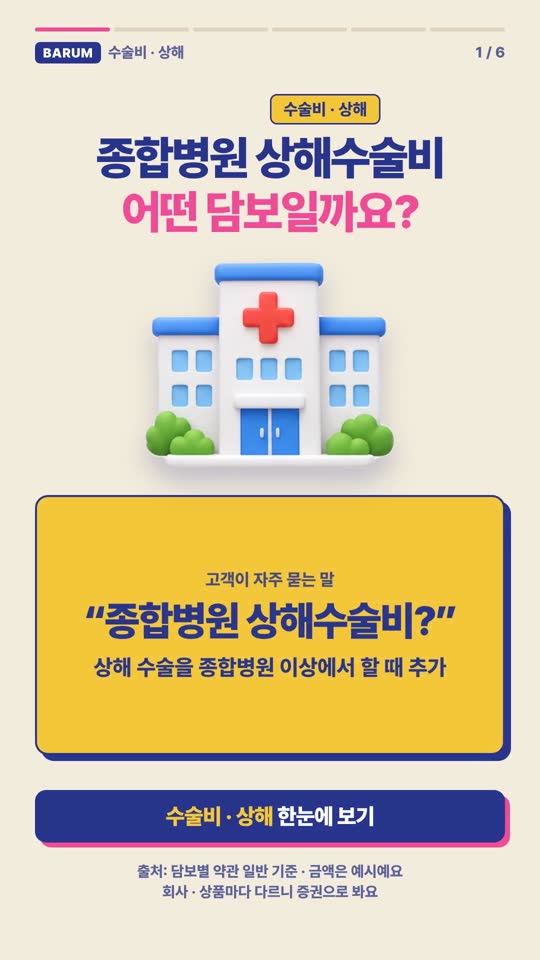 BARUM 수술비 · 상해 1 / 6
수술비 · 상해
종합병원 상해수술비
어떤 담보일까요?
고객이 자주 묻는 말
“종합병원 상해수술비?”
상해 수술을 종합병원 이상에서 할 때 추가
수술비 · 상해 한눈에 보기
출처: 담보별 약관 일반 기준 · 금액은 예시예요
회사 · 상품마다 다르니 증권으로 봐요